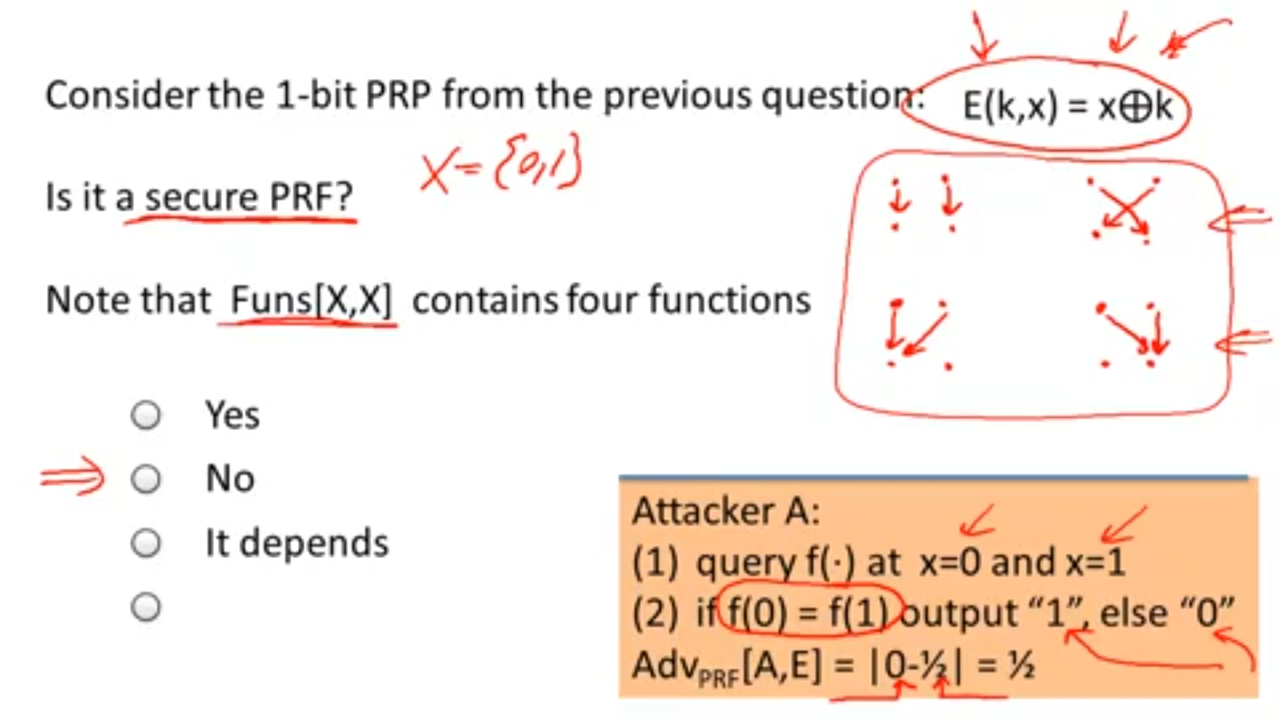 Consider the 1-bit PRP from the previous question: E(k,x) = x⊕k
X = {0,1}
Is it a secure PRF?
Note that Funs[X,X] contains four functions
Yes
No
It depends
Attacker A:
(1) query f(·) at x=0 and x=1
(2) if f(0) = f(1) output “1”, else “0”
AdvPRF[A,E] = |0-½| = ½